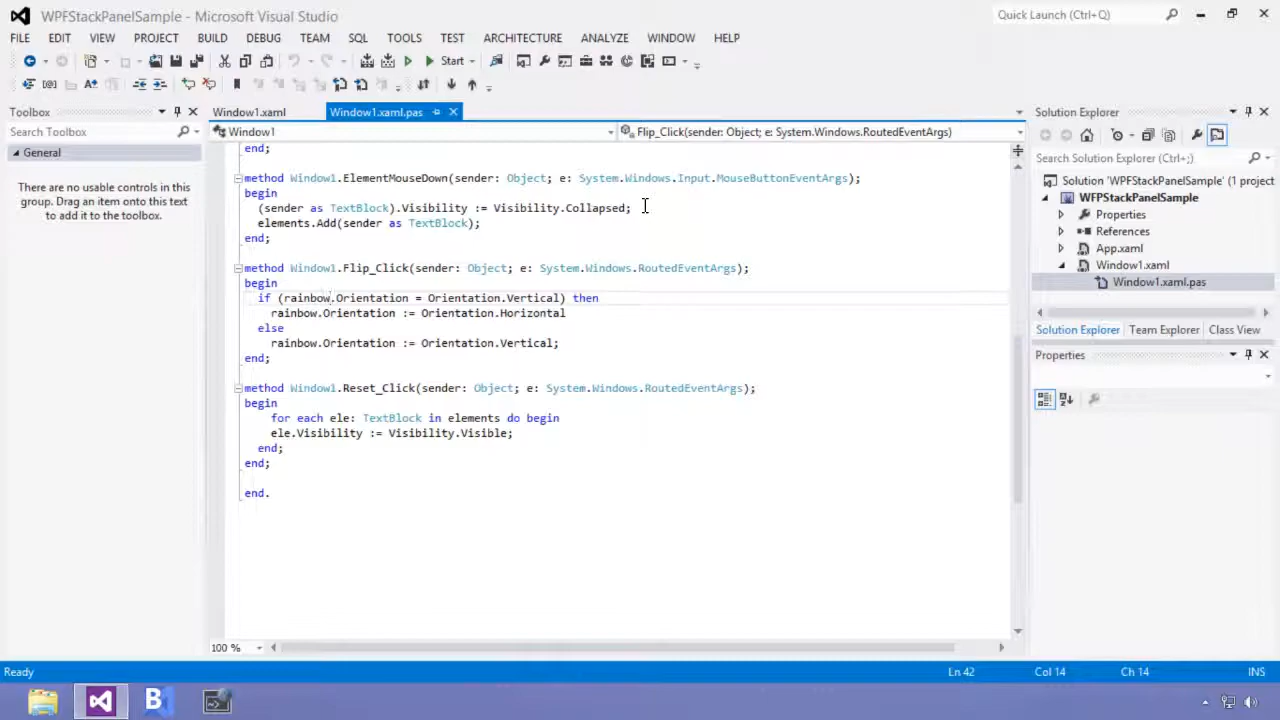 WPFStackPanelSample - Microsoft Visual Studio
Quick Launch (Ctrl+Q)
FILE EDIT VIEW PROJECT BUILD DEBUG TEAM SQL TOOLS TEST ARCHITECTURE ANALYZE WINDOW HELP
Start
Toolbox
Search Toolbox
General
There are no usable controls in this
group. Drag an item onto this text
to add it to the toolbox.
Window1.xaml Window1.xaml.pas
Window1 Flip_Click(sender: Object; e: System.Windows.RoutedEventArgs)
end;
method Window1.ElementMouseDown(sender: Object; e: System.Windows.Input.MouseButtonEventArgs);
begin
(sender as TextBlock).Visibility := Visibility.Collapsed;
elements.Add(sender as TextBlock);
end;
method Window1.Flip_Click(sender: Object; e: System.Windows.RoutedEventArgs);
begin
if (rainbow.Orientation = Orientation.Vertical) then
rainbow.Orientation := Orientation.Horizontal
else
rainbow.Orientation := Orientation.Vertical;
end;
method Window1.Reset_Click(sender: Object; e: System.Windows.RoutedEventArgs);
begin
for each ele: TextBlock in elements do begin
ele.Visibility := Visibility.Visible;
end;
end;
end.
100 %
Solution Explorer
Search Solution Explorer (Ctrl+;)
Solution 'WPFStackPanelSample' (1 project
WPFStackPanelSample
Properties
References
App.xaml
Window1.xaml
Window1.xaml.pas
Solution Explorer Team Explorer Class View
Properties
Ready Ln 42 Col 14 Ch 14 INS